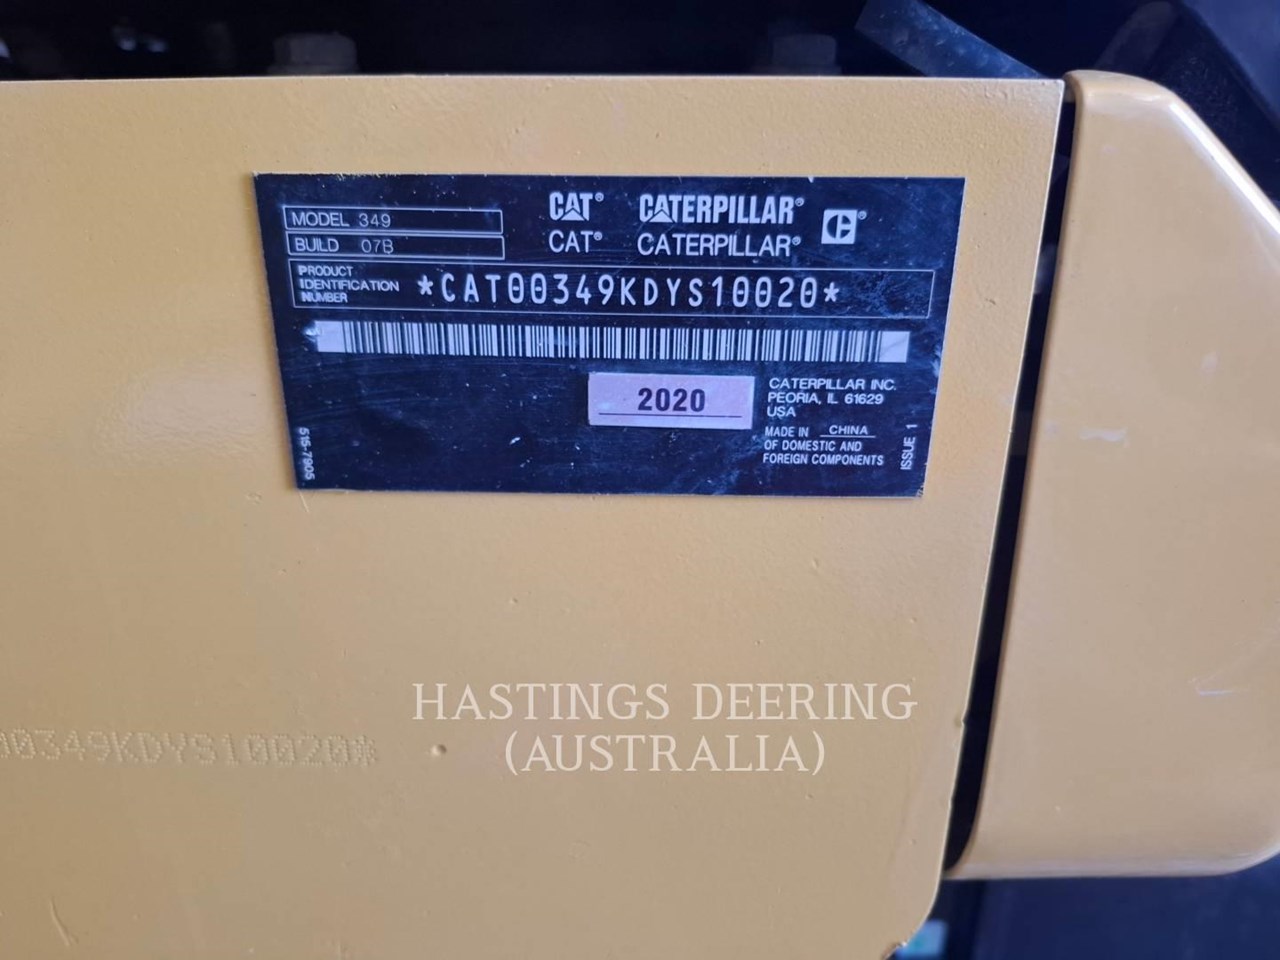 MODEL 349
BUILD 07B
CAT® CATERPILLAR® C®
CAT® CATERPILLAR®
PRODUCT
IDENTIFICATION
NUMBER
*CAT00349KDYS10020*
2020
CATERPILLAR INC.
PEORIA, IL 61629
USA
MADE IN CHINA
OF DOMESTIC AND
FOREIGN COMPONENTS
515-7905
ISSUE 1
HASTINGS DEERING
(AUSTRALIA)
00349KDYS10020*